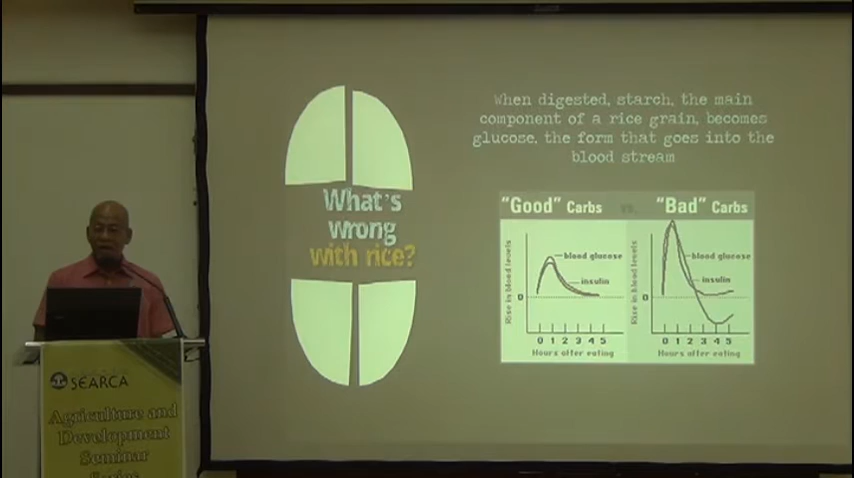 When digested, starch, the main
component of a rice grain, becomes
glucose, the form that goes into the
blood stream
What's
wrong
with rice?
"Good" Carbs vs. "Bad" Carbs
Rise in blood levels
blood glucose
insulin
0
0 1 2 3 4 5
Hours after eating
Rise in blood levels
blood glucose
insulin
0
0 1 2 3 4 5
Hours after eating
SEARCA
Agriculture and
Development
Seminar
Series